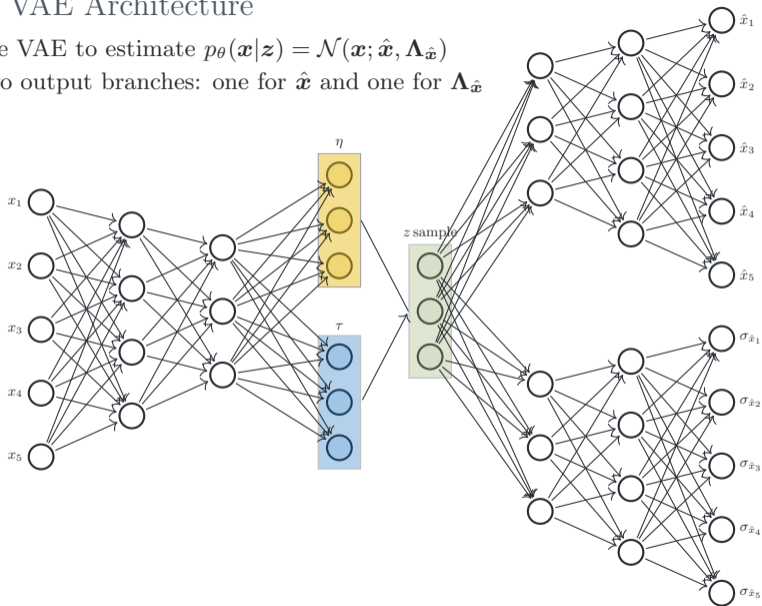 VAE Architecture
e VAE to estimate pθ(x|z) = N(x; x̂, Λx̂)
o output branches: one for x̂ and one for Λx̂
η
z sample
τ
x1
x2
x3
x4
x5
x̂1
x̂2
x̂3
x̂4
x̂5
σx̂1
σx̂2
σx̂3
σx̂4
σx̂5